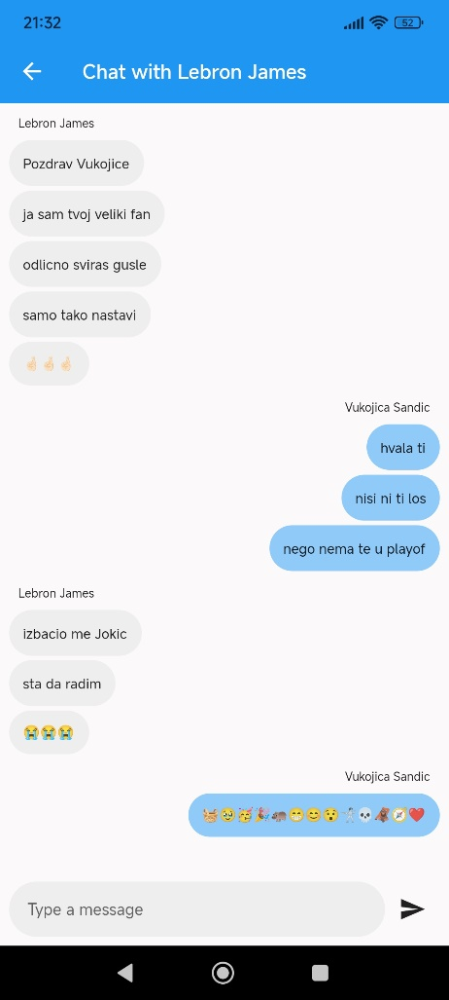 21:32
52
Chat with Lebron James
Lebron James
Pozdrav Vukojice
ja sam tvoj veliki fan
odlicno sviras gusle
samo tako nastavi
Vukojica Sandic
hvala ti
nisi ni ti los
nego nema te u playof
Lebron James
izbacio me Jokic
sta da radim
Vukojica Sandic
Type a message